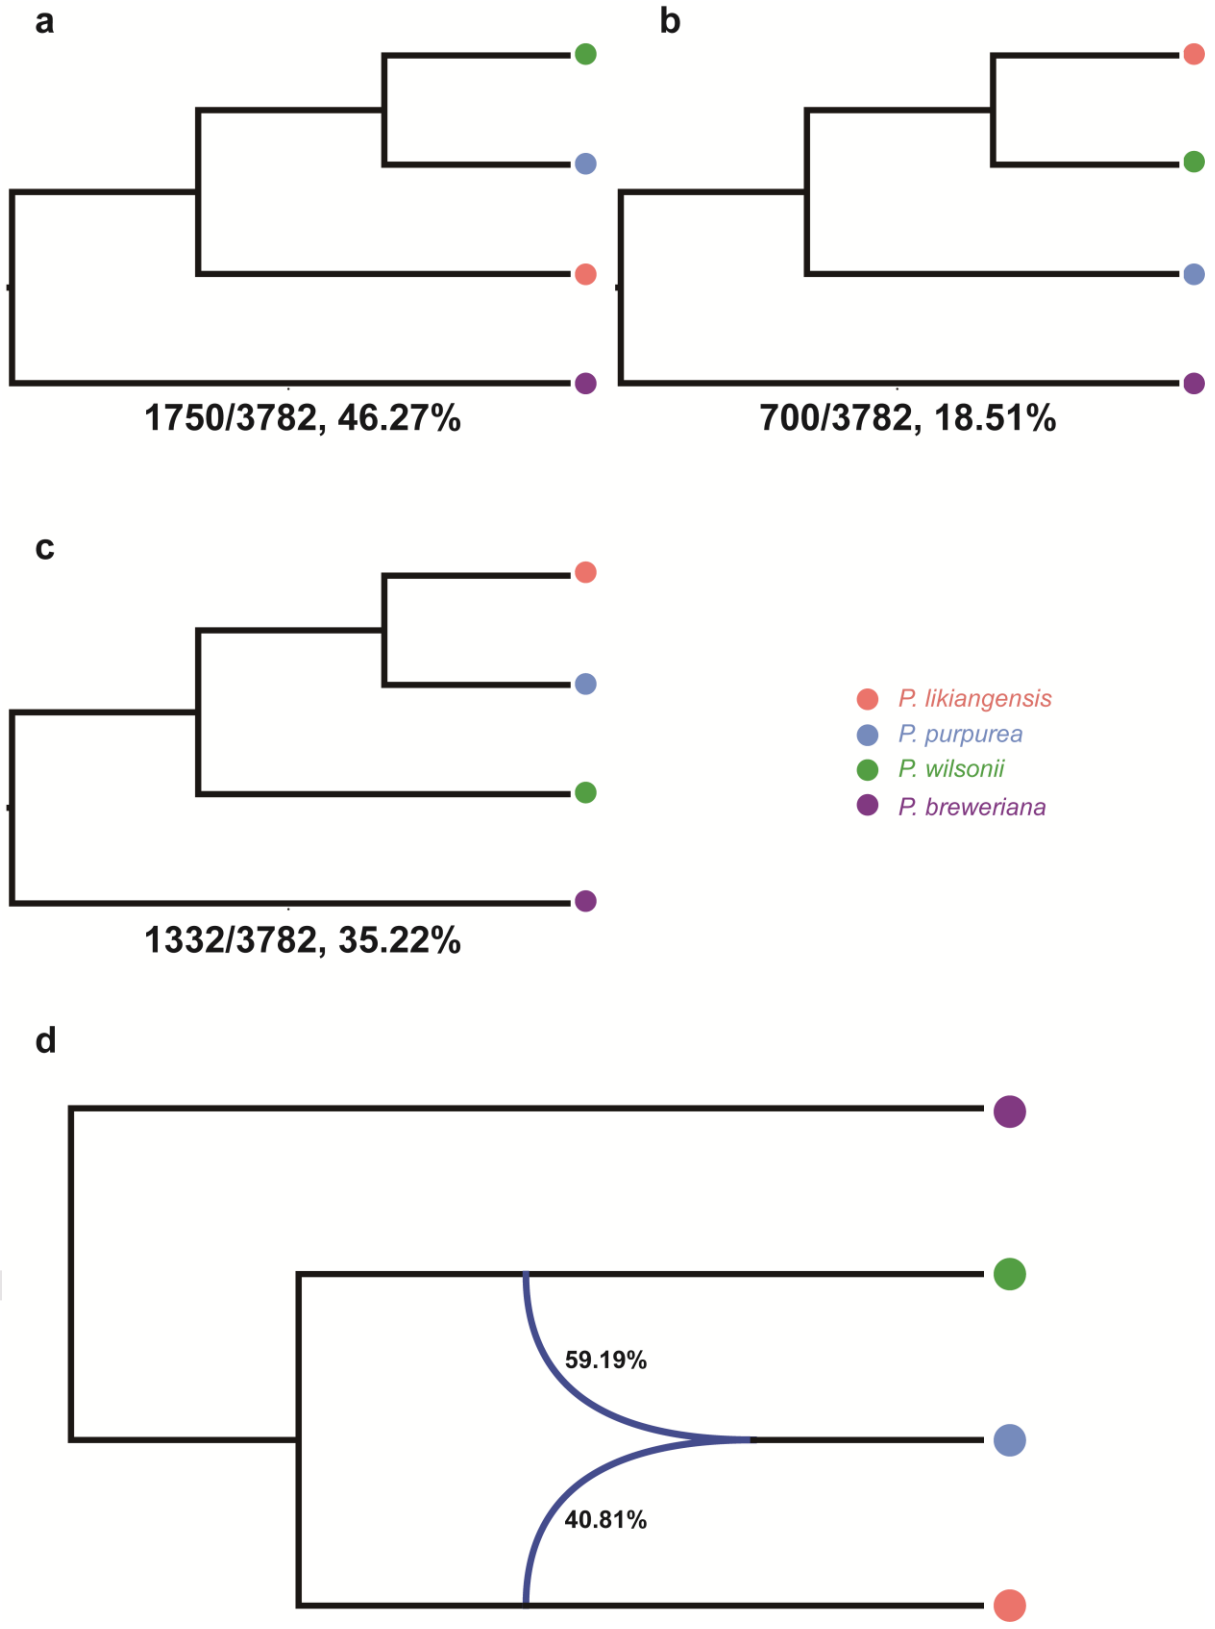 a
b
1750/3782, 46.27%
700/3782, 18.51%
c
P. likiangensis
P. purpurea
P. wilsonii
P. breweriana
1332/3782, 35.22%
d
59.19%
40.81%